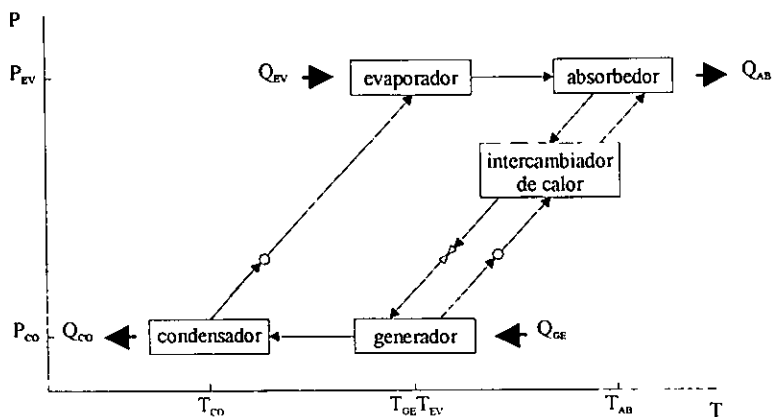 P
P_EV
Q_EV
evaporador
absorbedor
Q_AB
intercambiador
de calor
P_CO
Q_CO
condensador
generador
Q_GE
T_CO
T_GE T_EV
T_AB
T